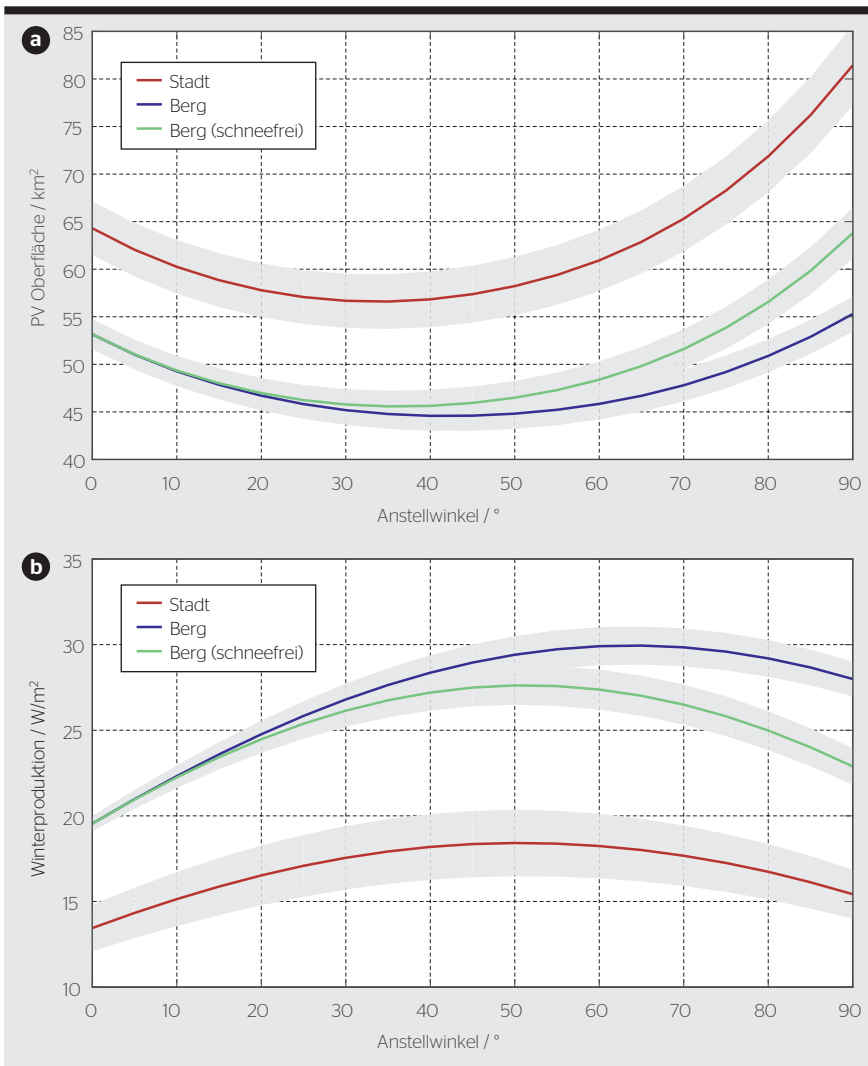 a
85
80
75
70
65
60
55
50
45
40
PV Oberfläche / km²
Stadt
Berg
Berg (schneefrei)
0 10 20 30 40 50 60 70 80 90
Anstellwinkel / °
b
35
30
25
20
15
10
Winterproduktion / W/m²
Stadt
Berg
Berg (schneefrei)
0 10 20 30 40 50 60 70 80 90
Anstellwinkel / °